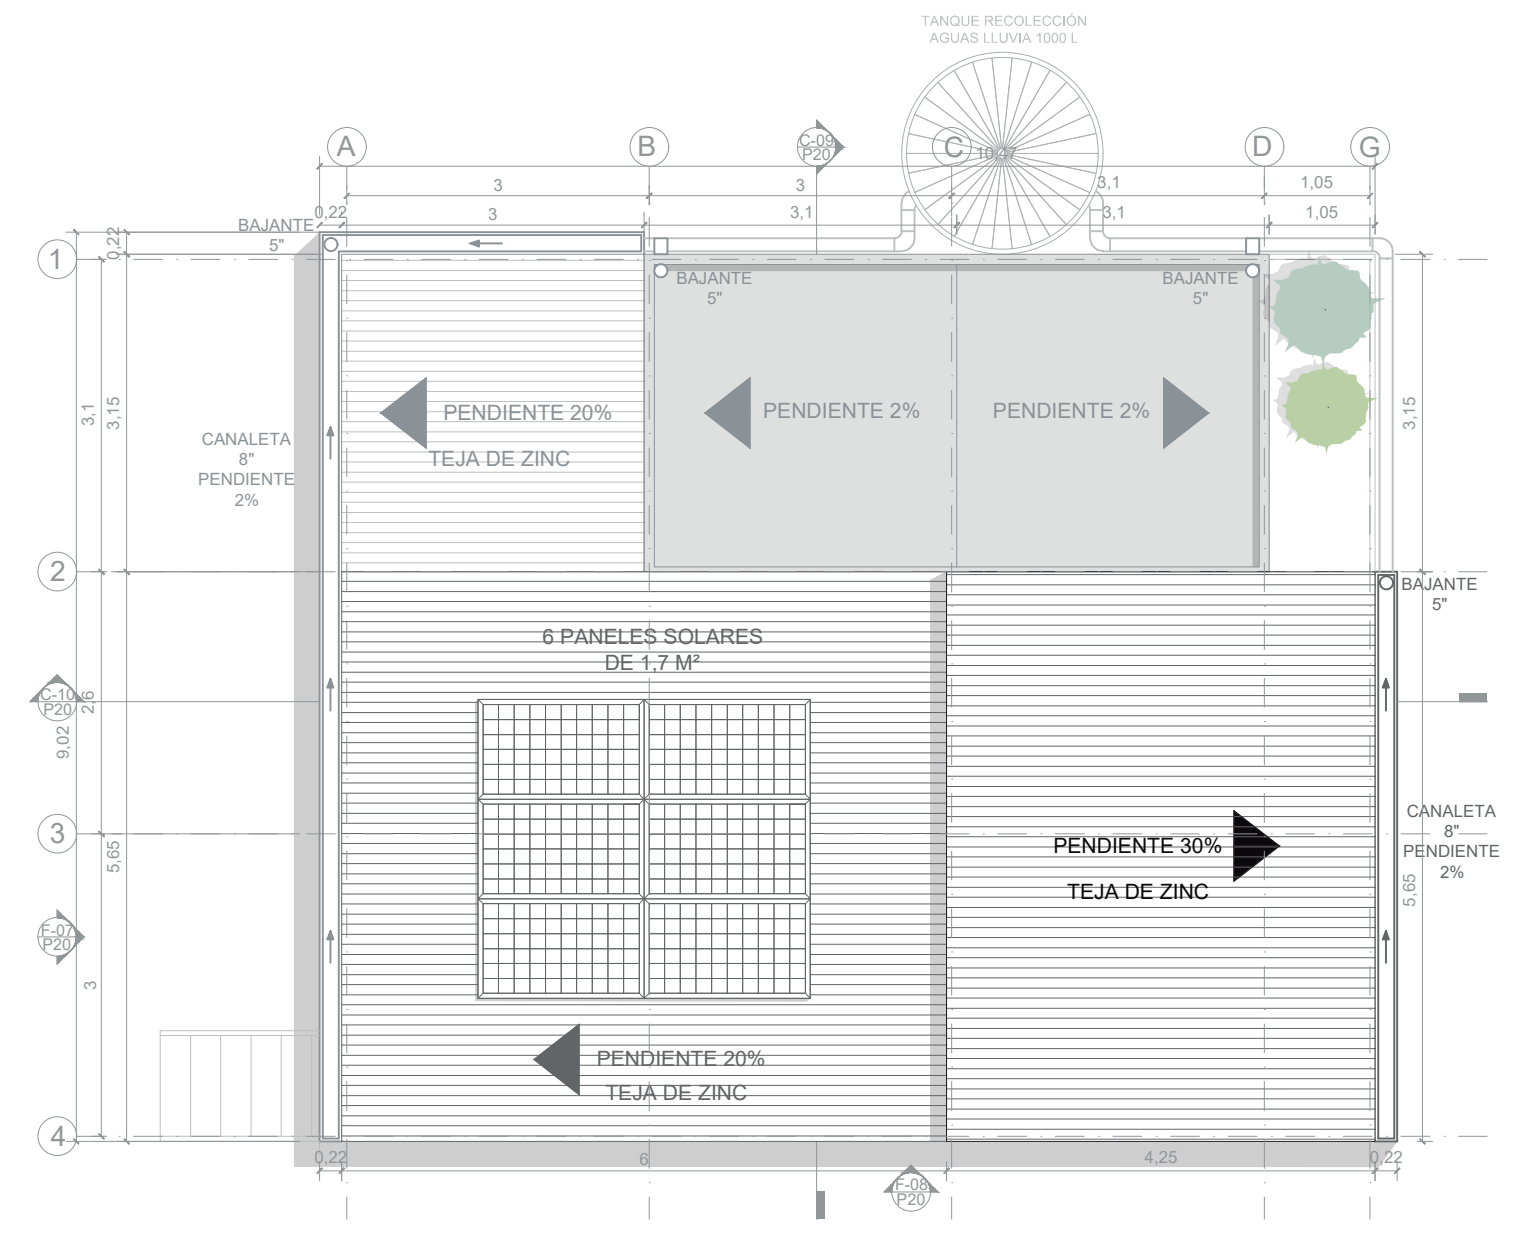 TANQUE RECOLECCIÓN
AGUAS LLUVIA 1000 L
A
B
C-09
P20
C
10,47
D
G
3
3
3,1
1,05
0,22
3
3,1
3,1
1,05
BAJANTE
5"
0,22
1
BAJANTE
5"
BAJANTE
5"
3,1
3,15
PENDIENTE 20%
TEJA DE ZINC
PENDIENTE 2%
PENDIENTE 2%
3,15
CANALETA
8"
PENDIENTE
2%
2
BAJANTE
5"
6 PANELES SOLARES
DE 1,7 M²
C-10
P20
2,6
9,02
3
5,65
PENDIENTE 30%
TEJA DE ZINC
CANALETA
8"
PENDIENTE
2%
5,65
F-07
P20
3
PENDIENTE 20%
TEJA DE ZINC
4
0,22
6
4,25
0,22
F-08
P20